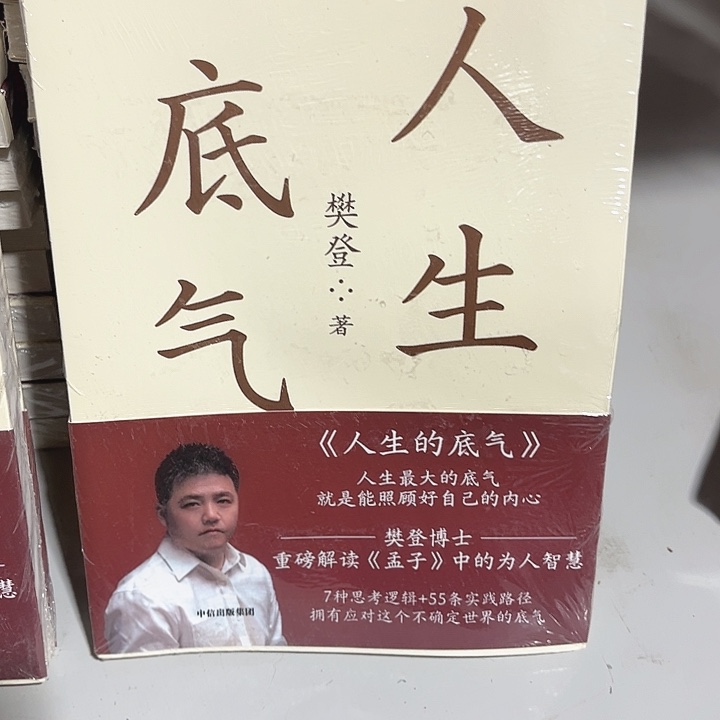 人生
底气
樊登 著
《人生的底气》
人生最大的底气
就是能照顾好自己的内心
樊登博士
重磅解读《孟子》中的为人智慧
7种思考逻辑+55条实践路径
拥有应对这个不确定世界的底气
中信出版集团
慧